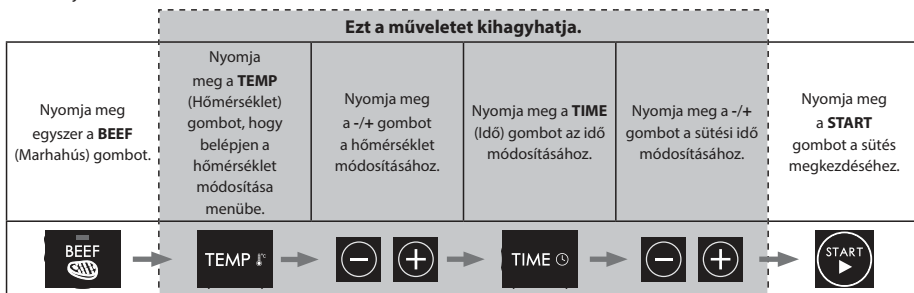 Ezt a műveletet kihagyhatja.
Nyomja meg
egyszer a BEEF
(Marhahús) gombot.
Nyomja
meg a TEMP
(Hőmérséklet)
gombot, hogy
belépjen a
hőmérséklet
módosítása
menübe.
Nyomja meg
a -/+ gombot
a hőmérséklet
módosításához.
Nyomja meg a TIME
(Idő) gombot az idő
módosításához.
Nyomja meg a -/+
gombot a sütési idő
módosításához.
Nyomja meg
a START
gombot a sütés
megkezdéséhez.
BEEF
TEMP °C
TIME
START